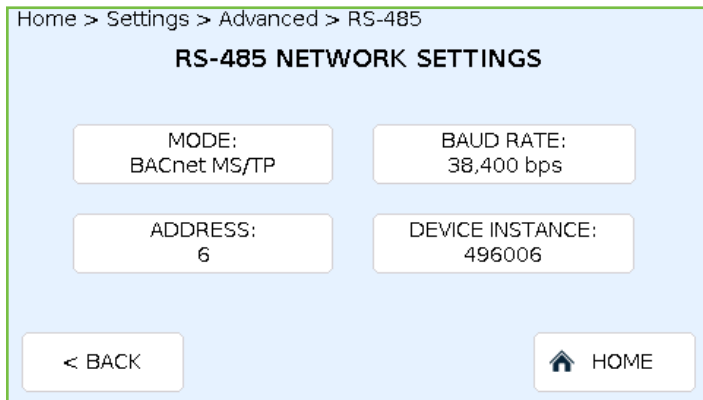 Home > Settings > Advanced > RS-485
RS-485 NETWORK SETTINGS
MODE:
BACnet MS/TP
BAUD RATE:
38,400 bps
ADDRESS:
6
DEVICE INSTANCE:
496006
< BACK
HOME